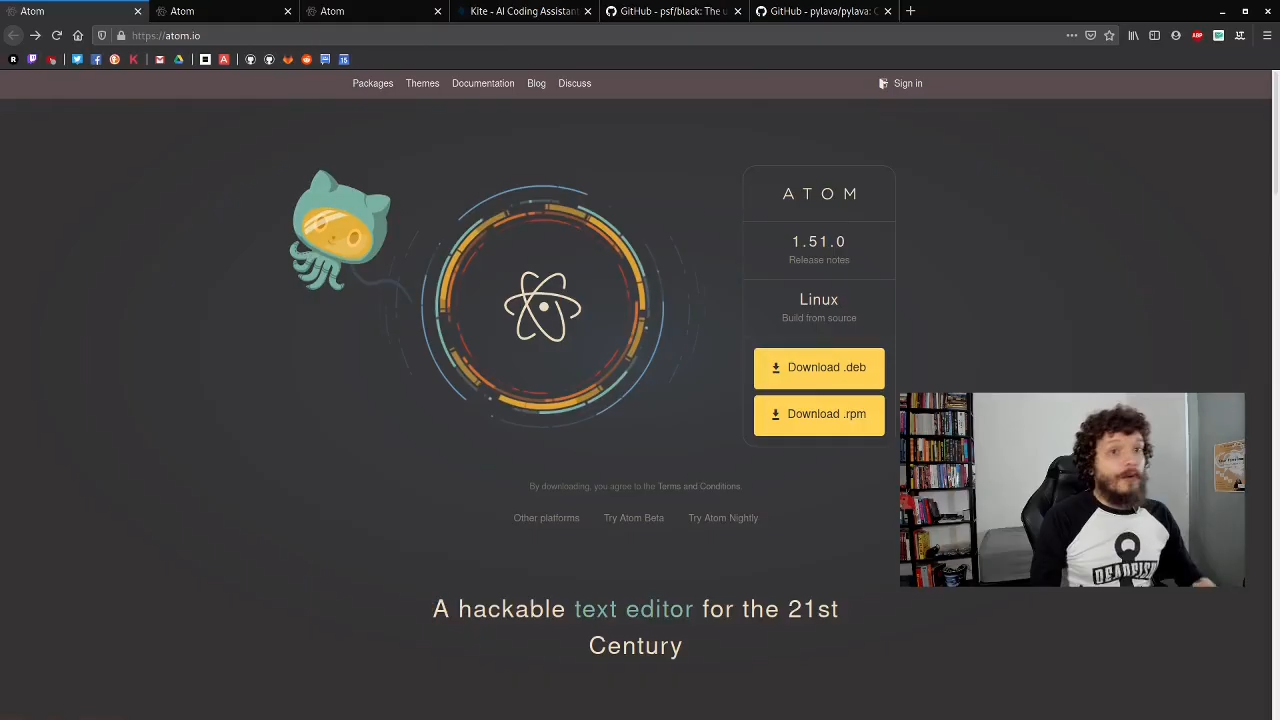 Atom
Atom
Atom
Kite - AI Coding Assistant
GitHub - psf/black: The u
GitHub - pylava/pylava: C
https://atom.io
Packages Themes Documentation Blog Discuss
Sign in
ATOM
1.51.0
Release notes
Linux
Build from source
Download .deb
Download .rpm
By downloading, you agree to the Terms and Conditions.
Other platforms Try Atom Beta Try Atom Nightly
A hackable text editor for the 21st
Century